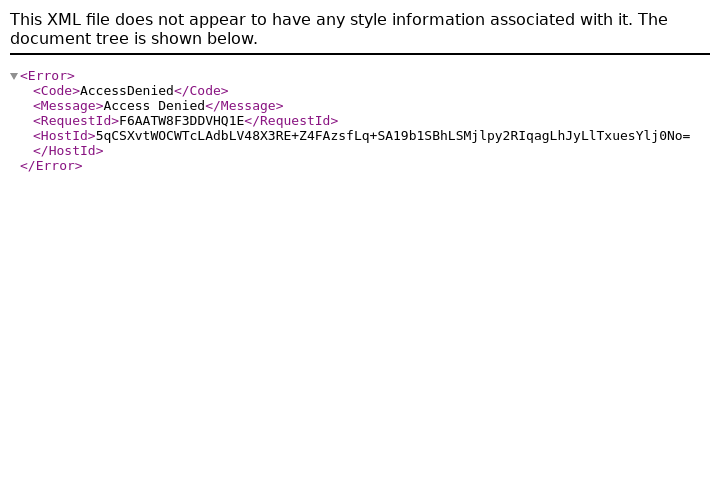 This XML file does not appear to have any style information associated with it. The
document tree is shown below.
<Error>
<Code>AccessDenied</Code>
<Message>Access Denied</Message>
<RequestId>F6AATW8F3DDVHQ1E</RequestId>
<HostId>5qCSXvtWOCWTcLAdbLV48X3RE+Z4FAzsfLq+SA19b1SBhLSMjlpy2RIqagLhJyLlTxuesYlj0No=
</HostId>
</Error>